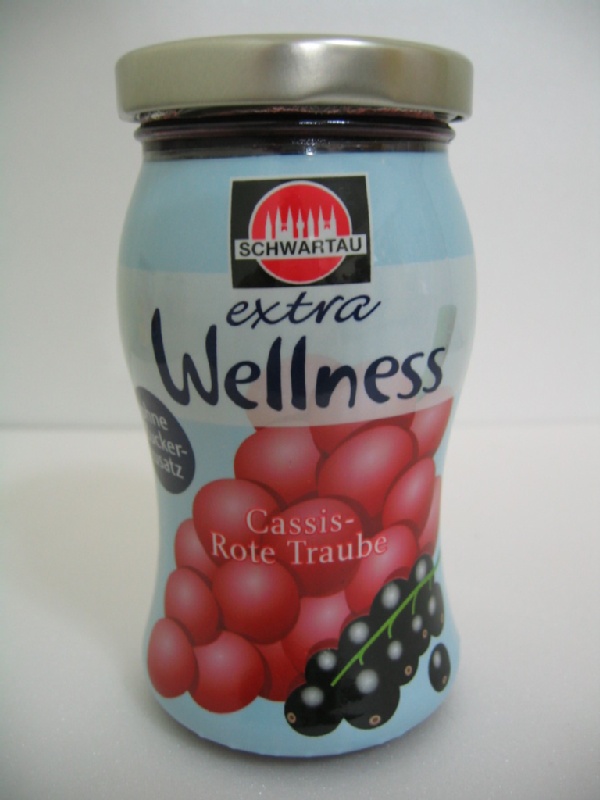 SCHWARTAU
extra
Wellness
Cassis-
Rote Traube